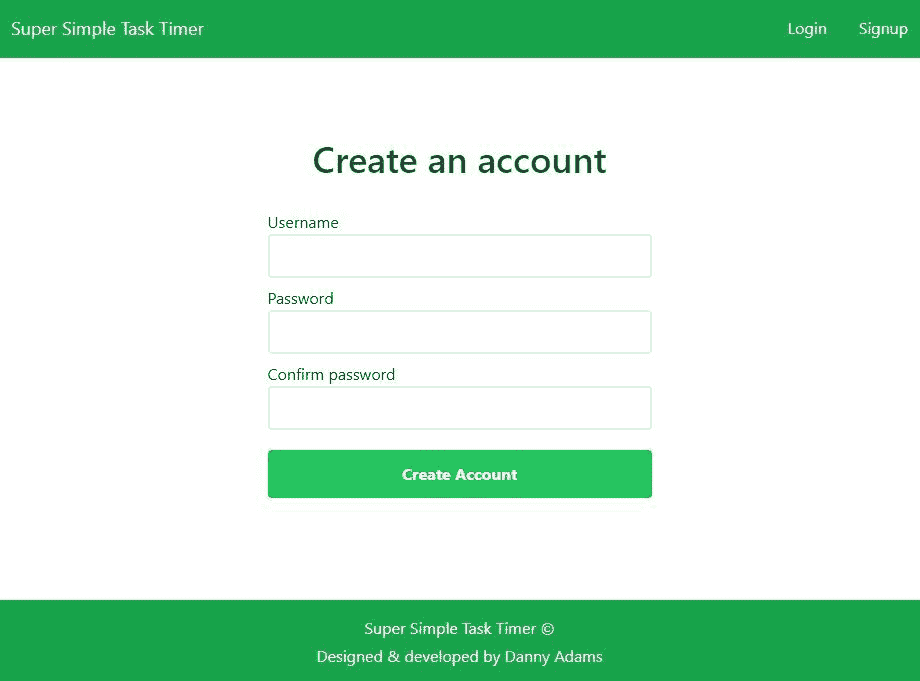 Super Simple Task Timer
Login
Signup
Create an account
Username
Password
Confirm password
Create Account
Super Simple Task Timer ©
Designed & developed by Danny Adams